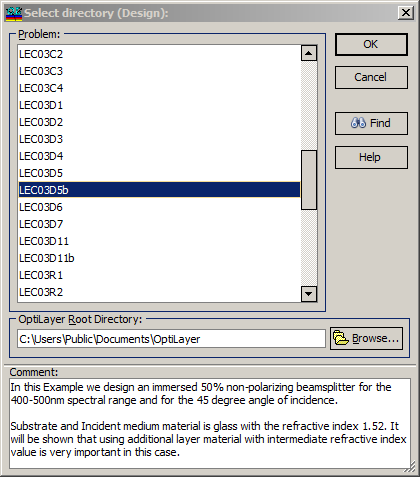 Select directory (Design):
Problem:
LEC03C2
LEC03C3
LEC03C4
LEC03D1
LEC03D2
LEC03D3
LEC03D4
LEC03D5
LEC03D5b
LEC03D6
LEC03D7
LEC03D11
LEC03D11b
LEC03R1
LEC03R2
OK
Cancel
Find
Help
OptiLayer Root Directory:
C:\Users\Public\Documents\OptiLayer
Browse...
Comment:
In this Example we design an immersed 50% non-polarizing beamsplitter for the
400-500nm spectral range and for the 45 degree angle of incidence.
Substrate and Incident medium material is glass with the refractive index 1.52. It
will be shown that using additional layer material with intermediate refractive index
value is very important in this case.